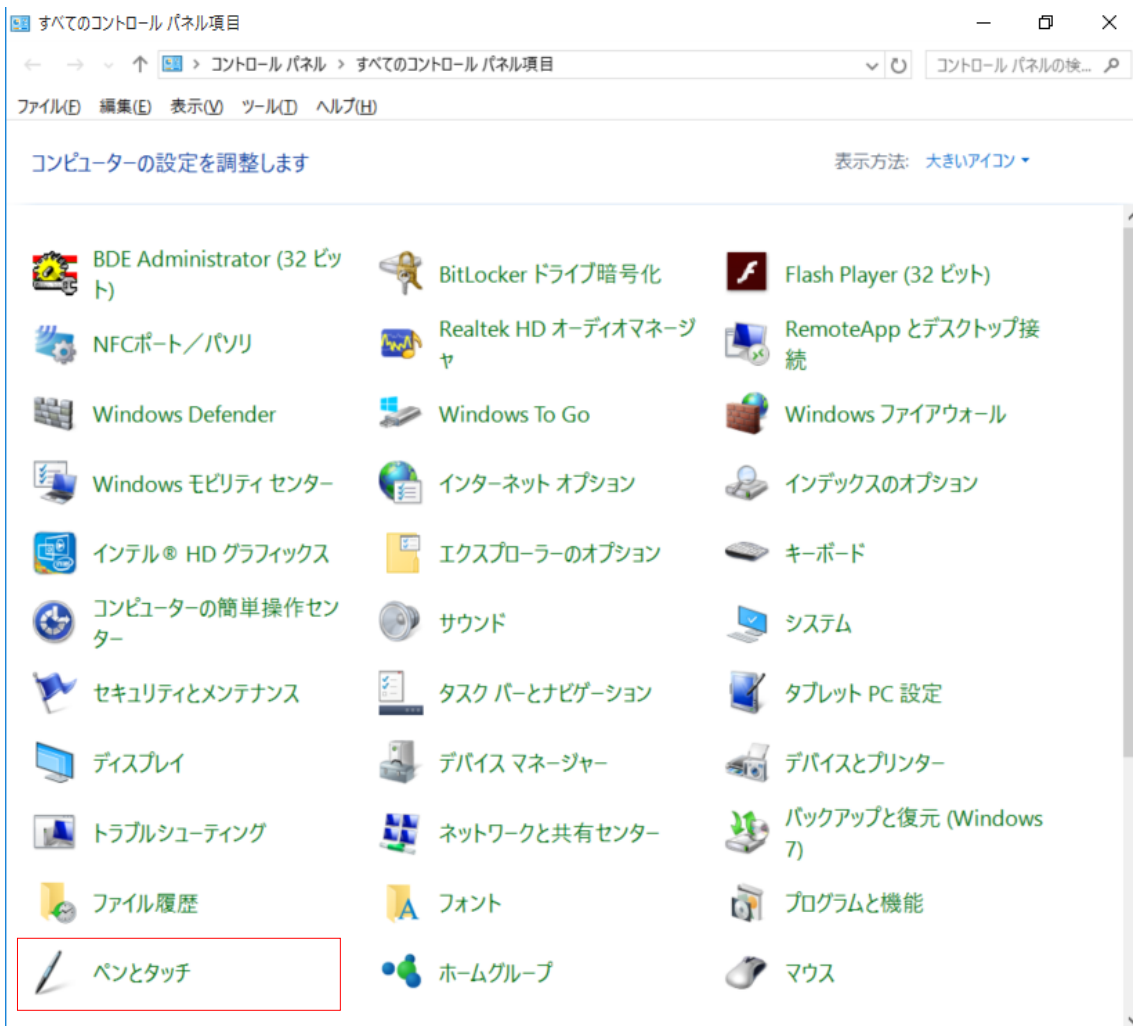 すべてのコントロール パネル項目
コントロール パネル › すべてのコントロール パネル項目
コントロール パネルの検...
ファイル(F) 編集(E) 表示(V) ツール(T) ヘルプ(H)
コンピューターの設定を調整します
表示方法: 大きいアイコン
BDE Administrator (32 ビッ
ト)
BitLocker ドライブ暗号化
Flash Player (32 ビット)
NFCポート／パソリ
Realtek HD オーディオマネージ
ャ
RemoteApp とデスクトップ接
続
Windows Defender
Windows To Go
Windows ファイアウォール
Windows モビリティ センター
インターネット オプション
インデックスのオプション
インテル® HD グラフィックス
エクスプローラーのオプション
キーボード
コンピューターの簡単操作セン
ター
サウンド
システム
セキュリティとメンテナンス
タスク バーとナビゲーション
タブレット PC 設定
ディスプレイ
デバイス マネージャー
デバイスとプリンター
トラブルシューティング
ネットワークと共有センター
バックアップと復元 (Windows
7)
ファイル履歴
フォント
プログラムと機能
ペンとタッチ
ホームグループ
マウス